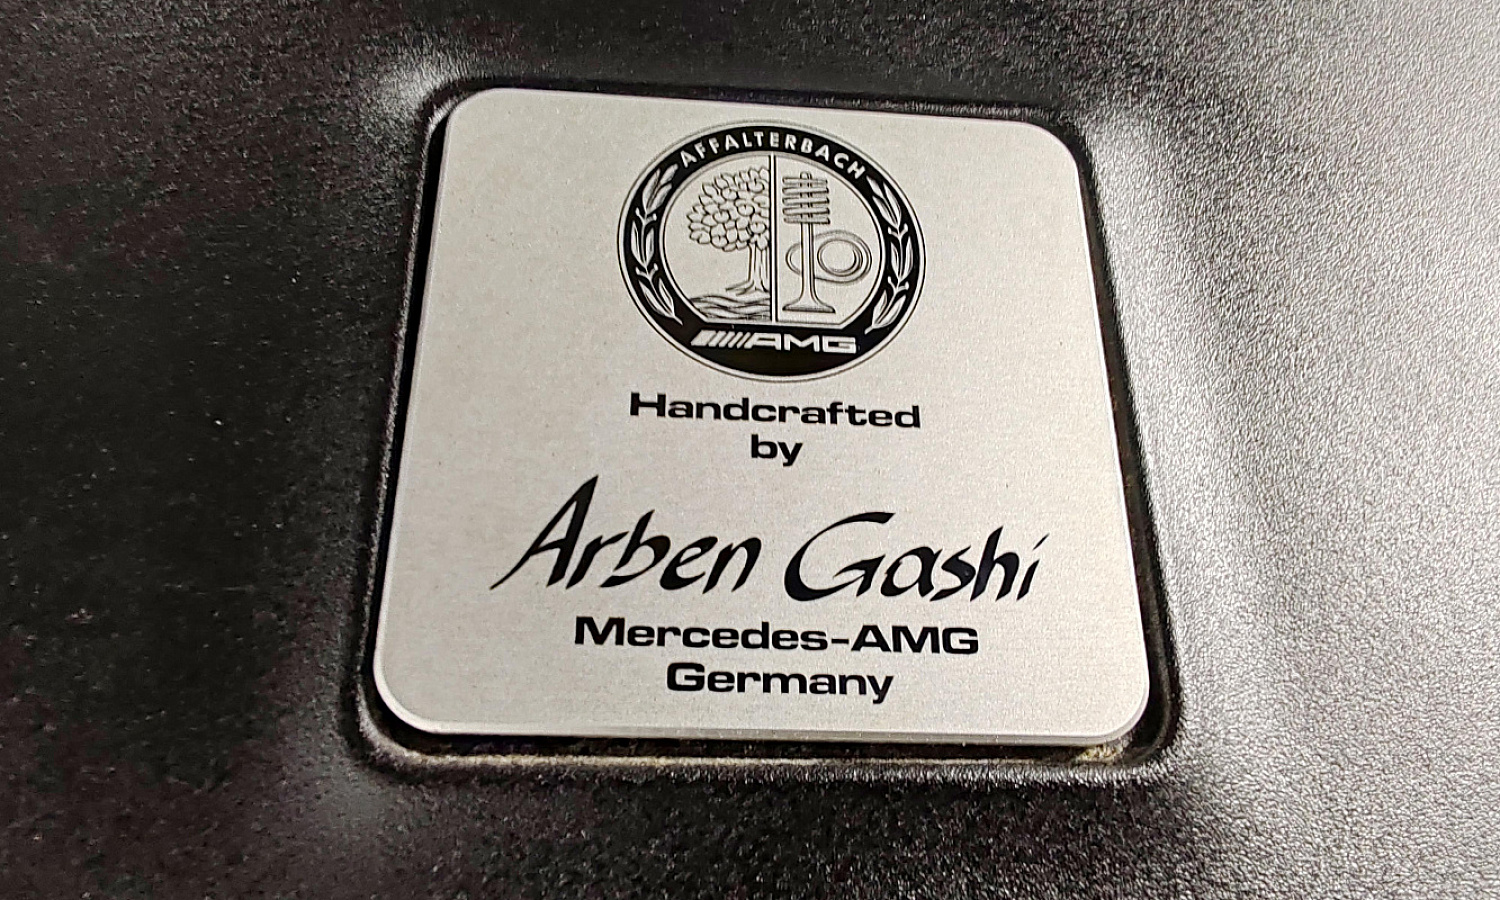 AFFALTERBACH
AMG
Handcrafted
by
Arben Gashi
Mercedes-AMG
Germany